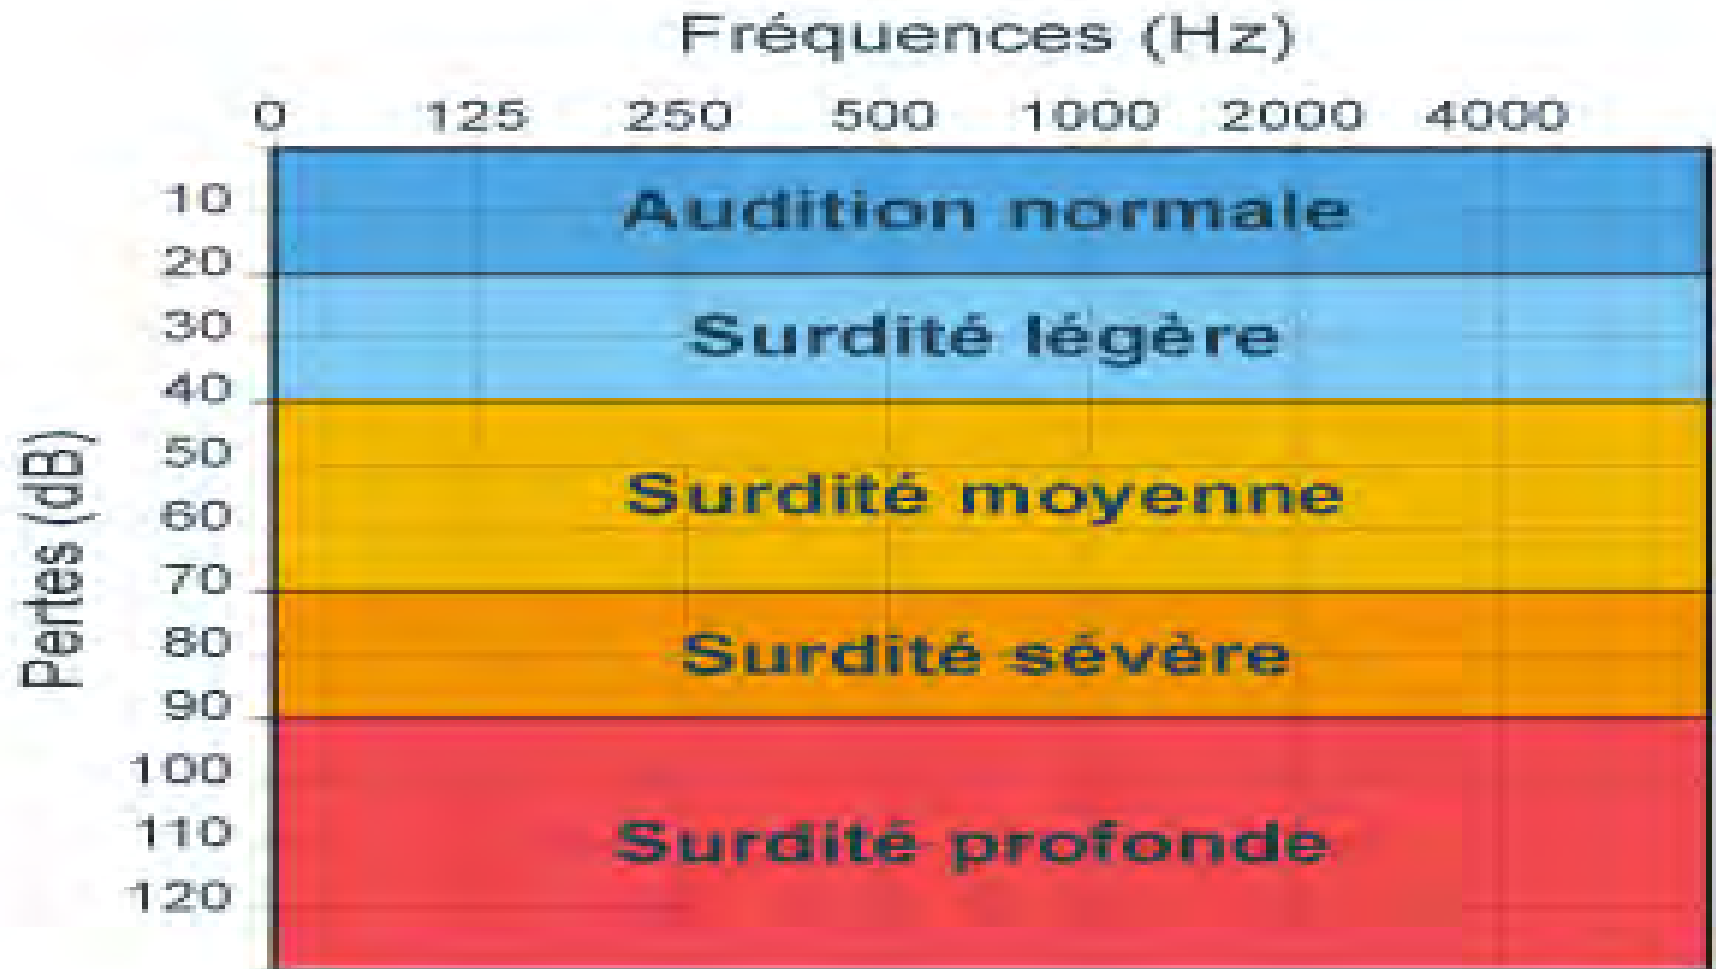 Fréquences (Hz)
0 125 250 500 1000 2000 4000
10
Audition normale
20
30
Surdité légère
40
50
Surdité moyenne
60
70
80
Surdité sévère
90
100
110
Surdité profonde
120
Pertes (dB)